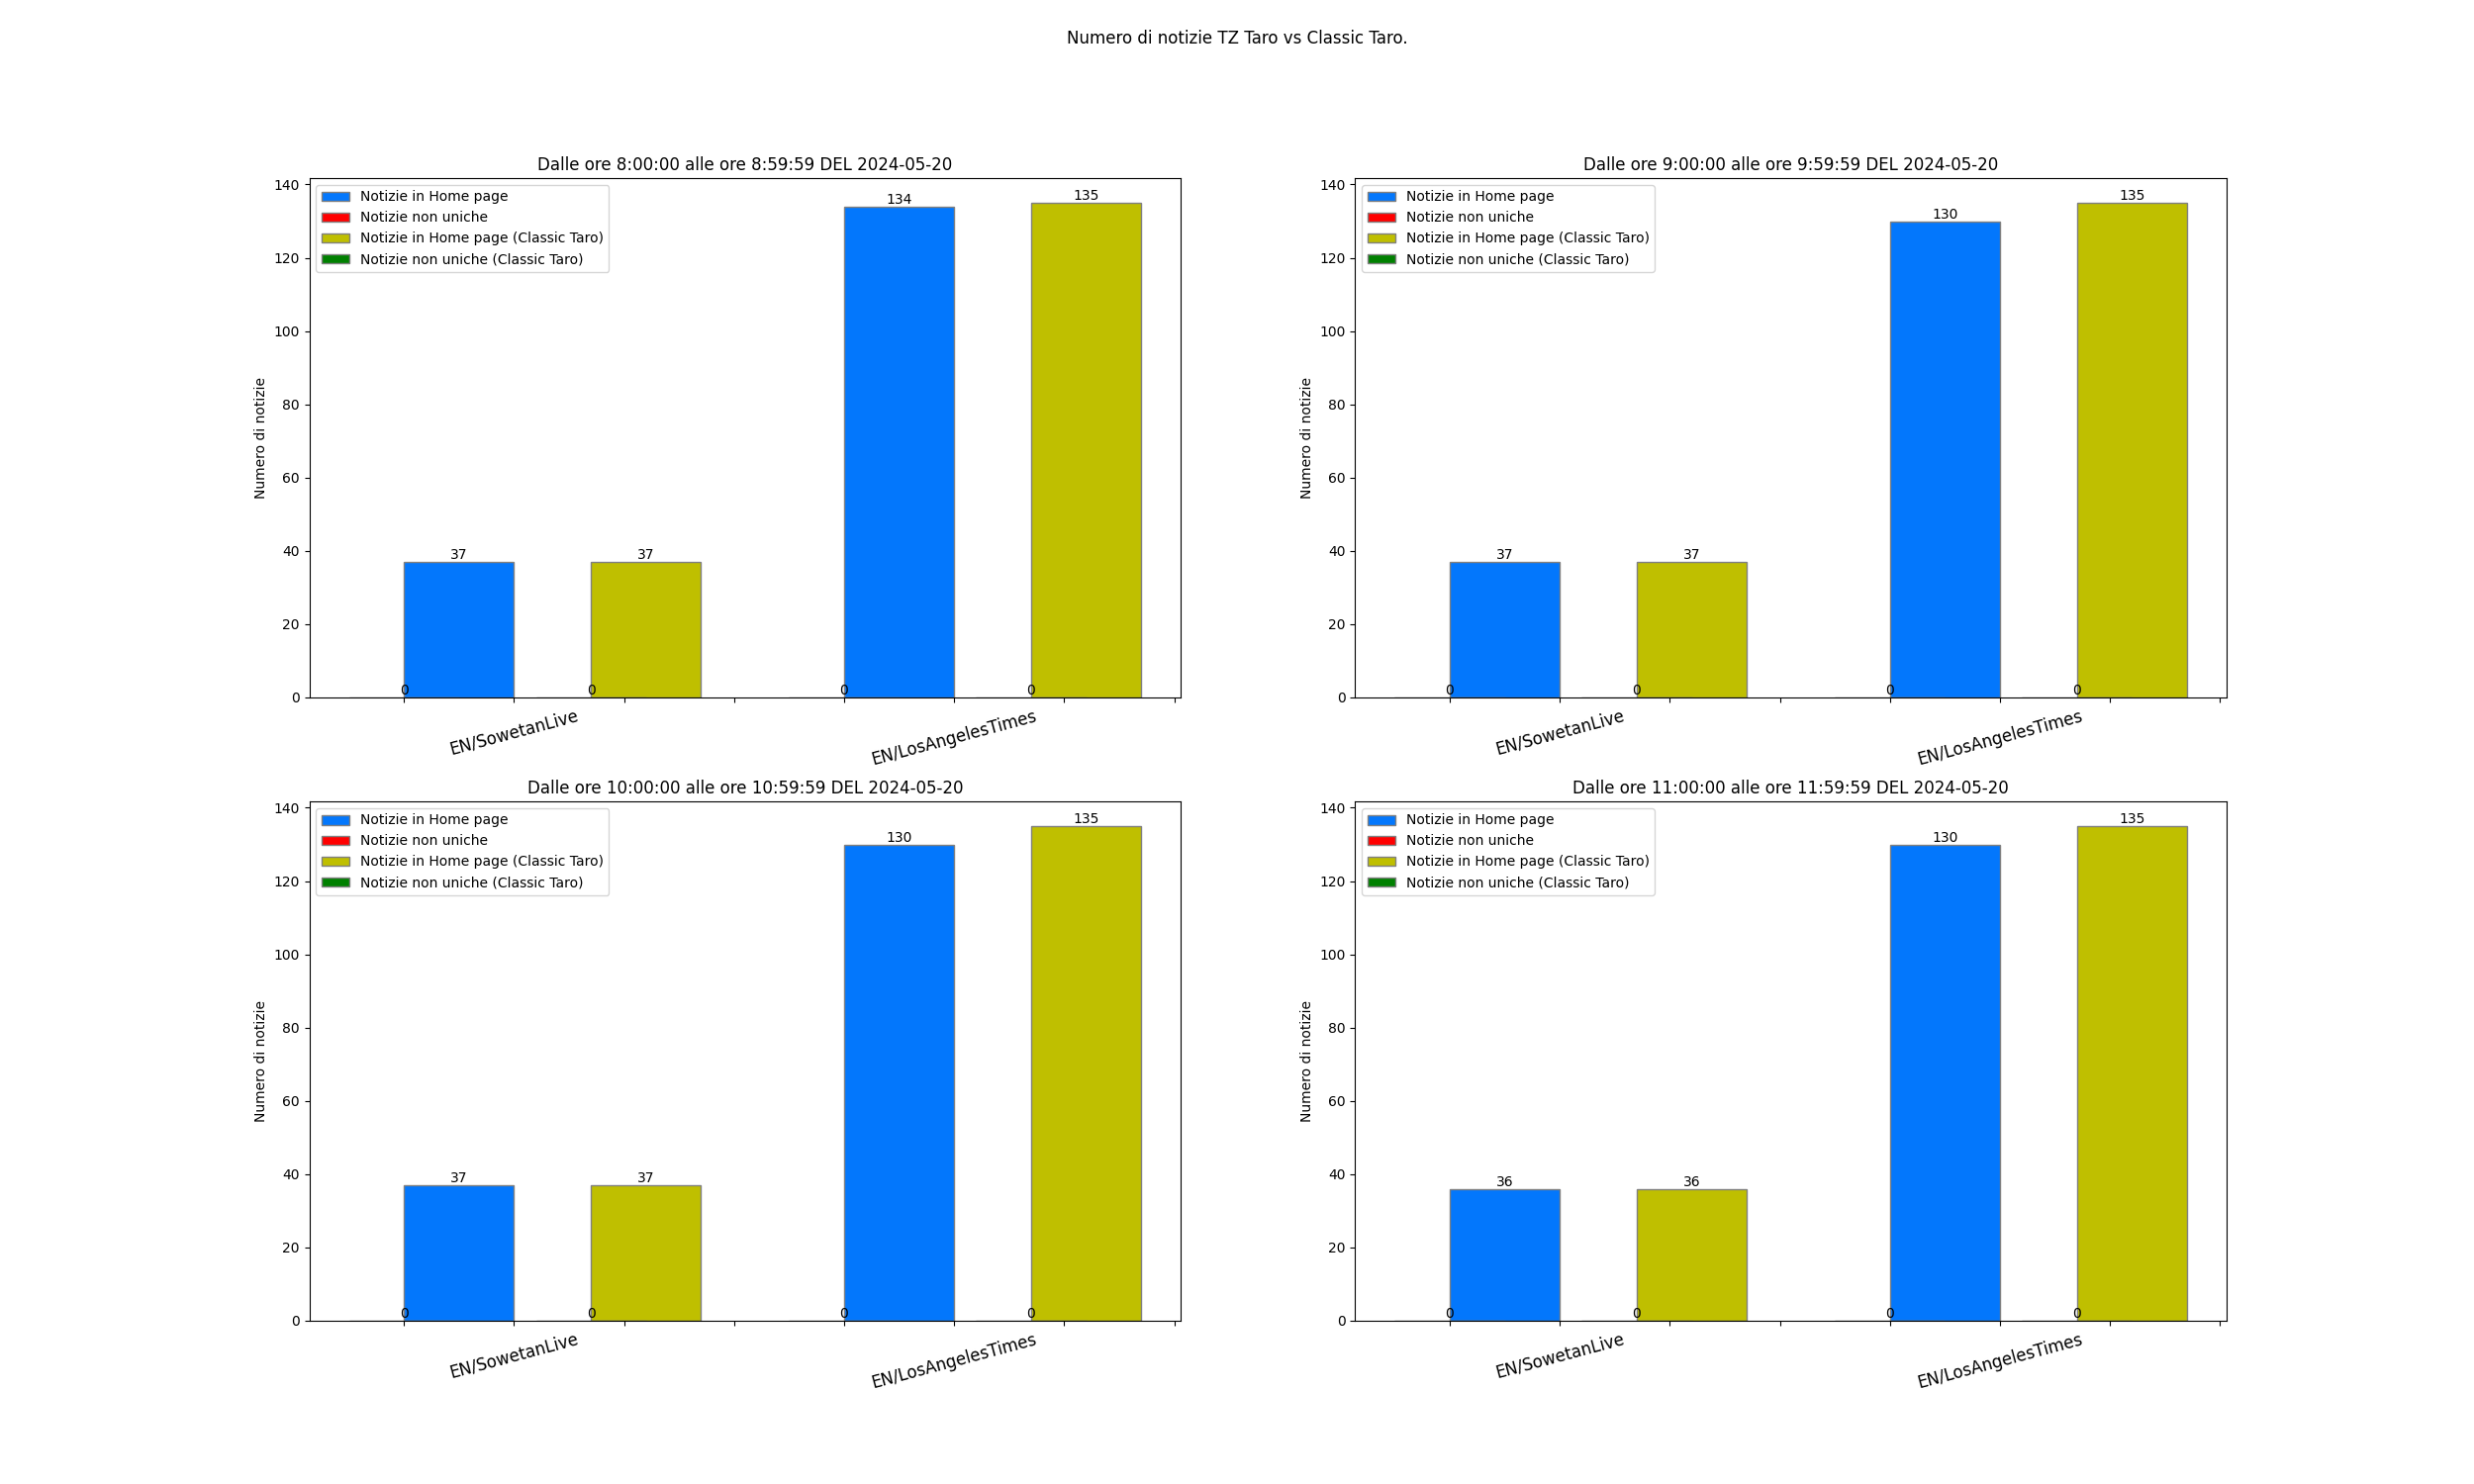 Numero di notizie TZ Taro vs Classic Taro.
Dalle ore 8:00:00 alle ore 8:59:59 DEL 2024-05-20
Notizie in Home page
Notizie non uniche
Notizie in Home page (Classic Taro)
Notizie non uniche (Classic Taro)
Numero di notizie
140
120
100
80
60
40
20
0
37
37
134
135
0
0
0
0
EN/SowetanLive
EN/LosAngelesTimes
Dalle ore 9:00:00 alle ore 9:59:59 DEL 2024-05-20
Notizie in Home page
Notizie non uniche
Notizie in Home page (Classic Taro)
Notizie non uniche (Classic Taro)
Numero di notizie
140
120
100
80
60
40
20
0
37
37
130
135
0
0
0
0
EN/SowetanLive
EN/LosAngelesTimes
Dalle ore 10:00:00 alle ore 10:59:59 DEL 2024-05-20
Notizie in Home page
Notizie non uniche
Notizie in Home page (Classic Taro)
Notizie non uniche (Classic Taro)
Numero di notizie
140
120
100
80
60
40
20
0
37
37
130
135
0
0
0
0
EN/SowetanLive
EN/LosAngelesTimes
Dalle ore 11:00:00 alle ore 11:59:59 DEL 2024-05-20
Notizie in Home page
Notizie non uniche
Notizie in Home page (Classic Taro)
Notizie non uniche (Classic Taro)
Numero di notizie
140
120
100
80
60
40
20
0
36
36
130
135
0
0
0
0
EN/SowetanLive
EN/LosAngelesTimes